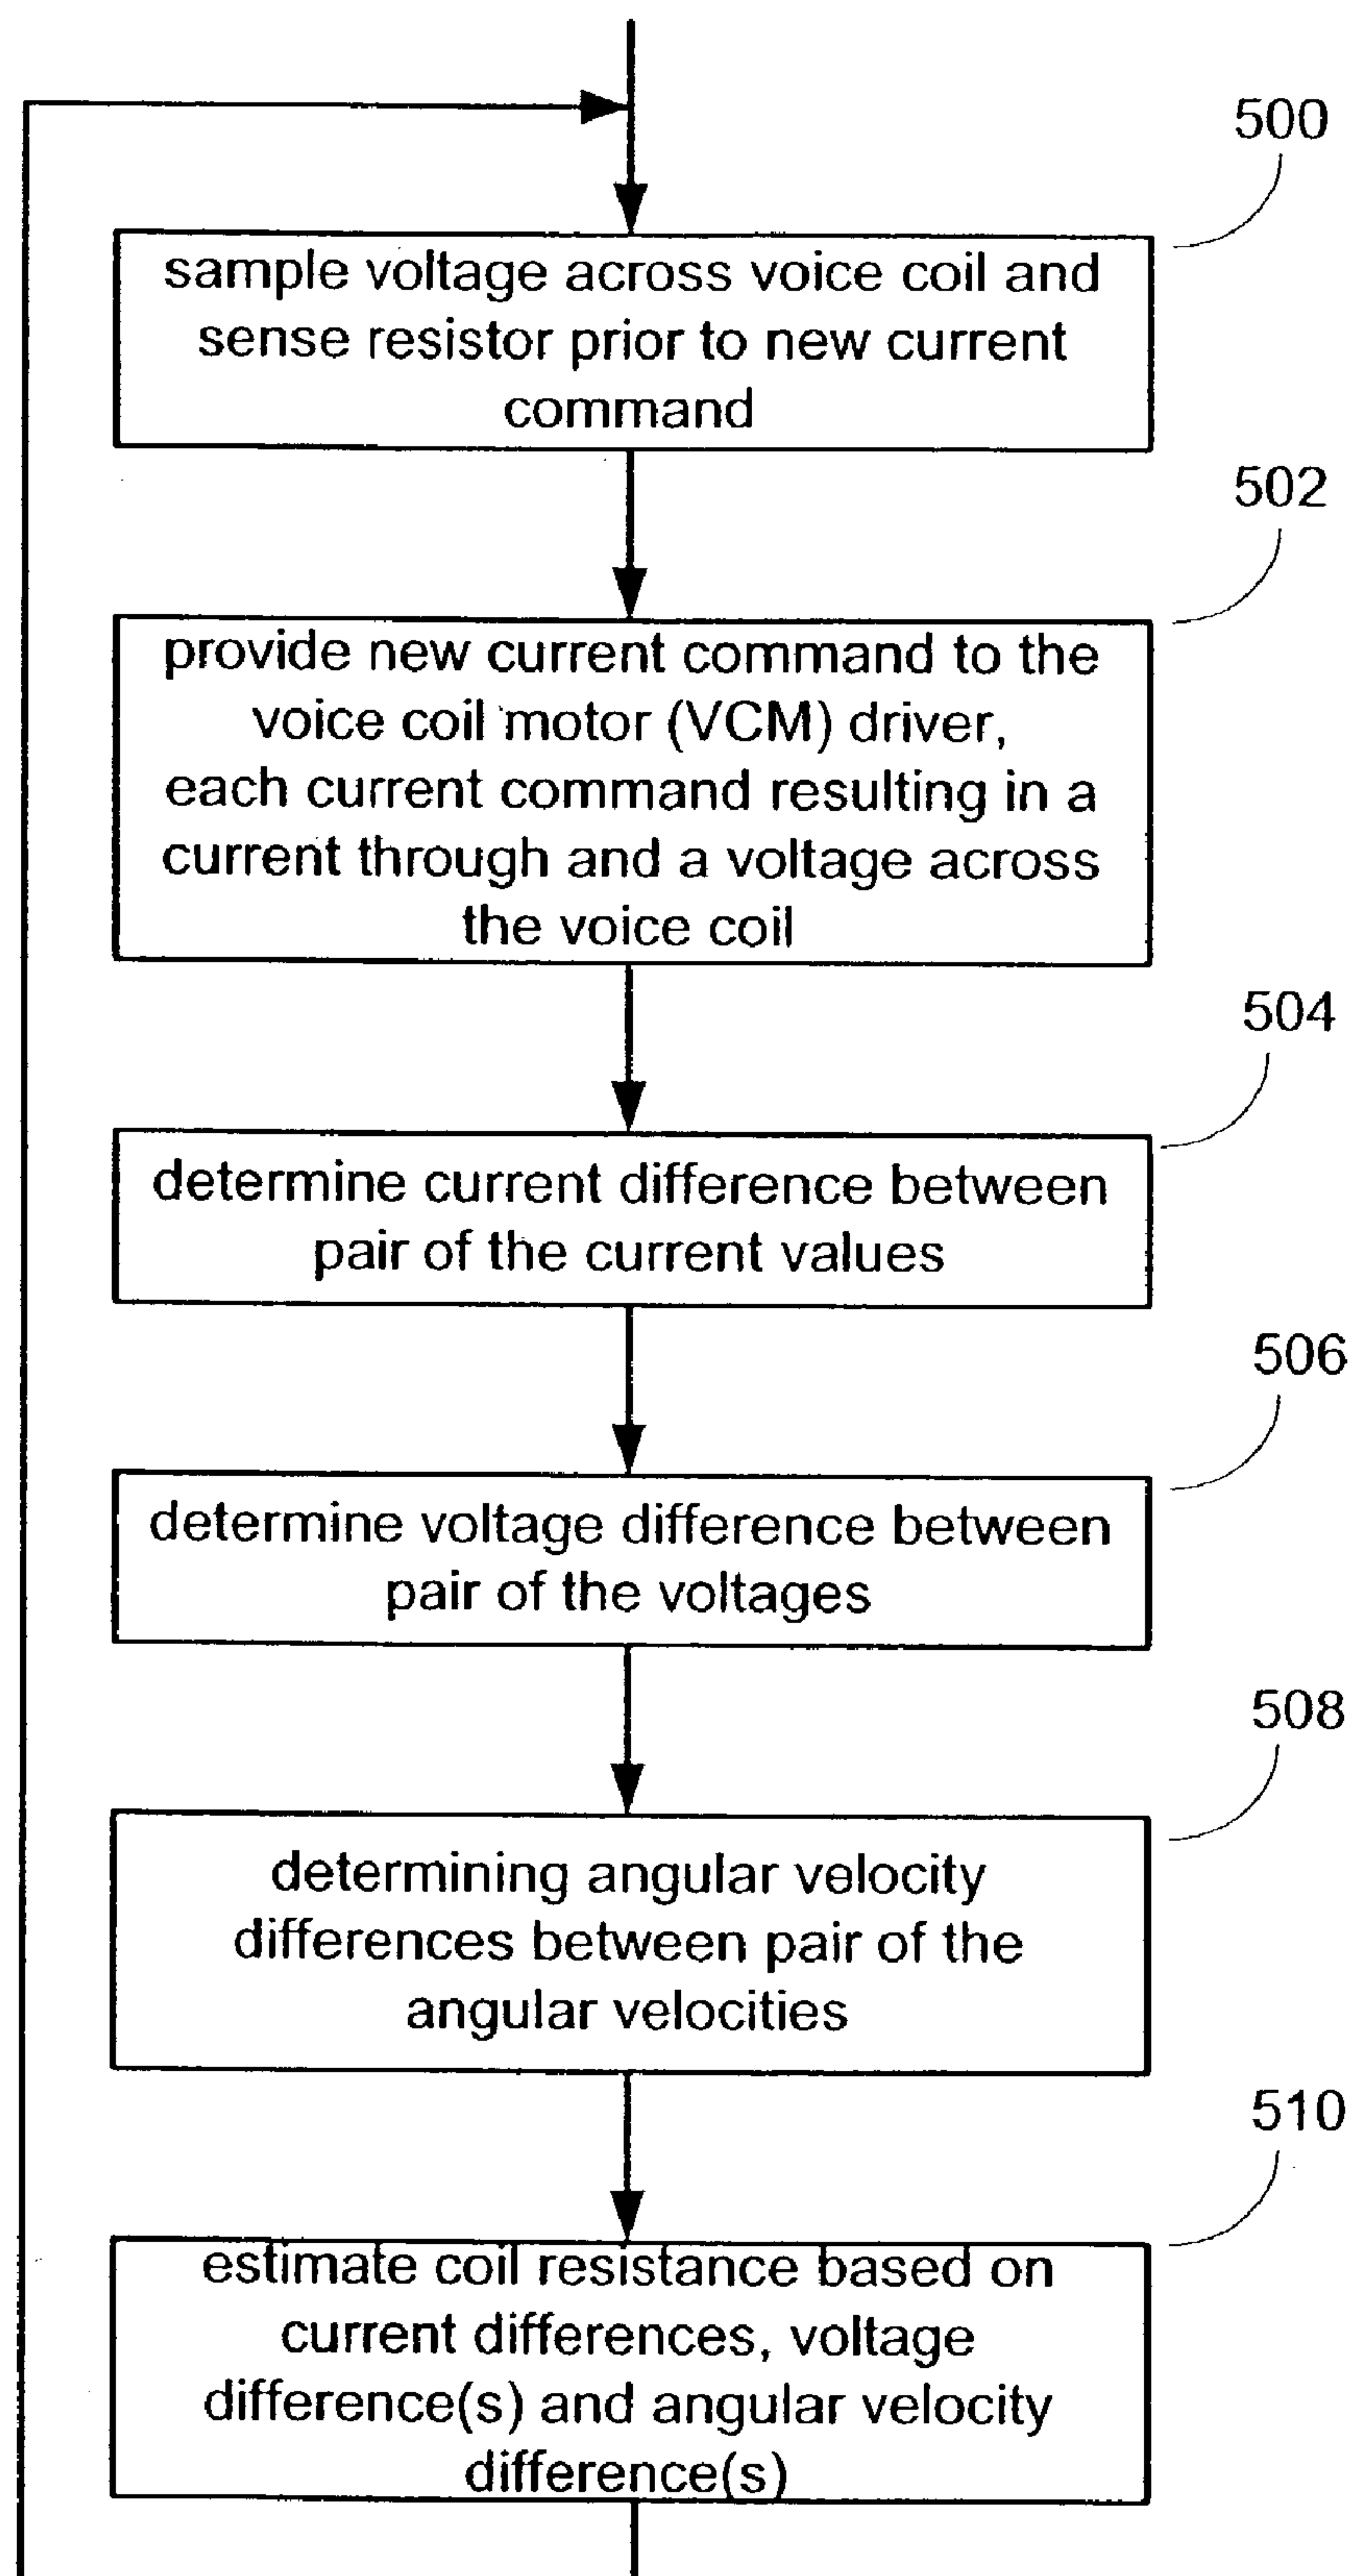 500
sample voltage across voice coil and
sense resistor prior to new current
command
502
provide new current command to the
voice coil motor (VCM) driver,
each current command resulting in a
current through and a voltage across
the voice coil
504
determine current difference between
pair of the current values
506
determine voltage difference between
pair of the voltages
508
determining angular velocity
differences between pair of the
angular velocities
510
estimate coil resistance based on
current differences, voltage
difference(s) and angular velocity
difference(s)